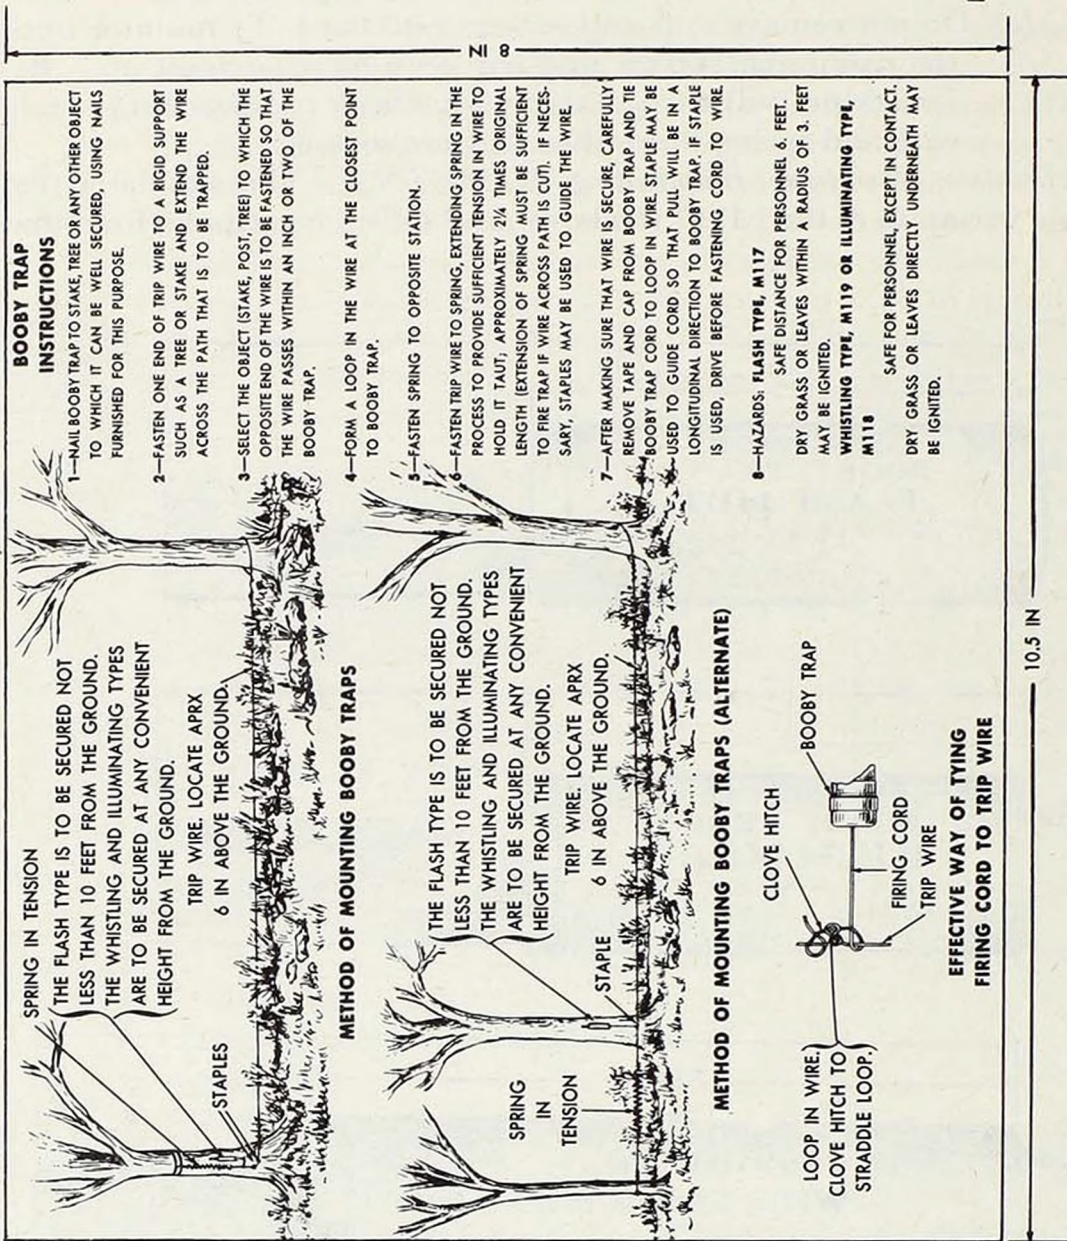 8 IN
BOOBY TRAP
INSTRUCTIONS
1—NAIL BOOBY TRAP TO STAKE, TREE OR ANY OTHER OBJECT
TO WHICH IT CAN BE WELL SECURED, USING NAILS
FURNISHED FOR THIS PURPOSE.
2—FASTEN ONE END OF TRIP WIRE TO A RIGID SUPPORT
SUCH AS A TREE OR STAKE AND EXTEND THE WIRE
ACROSS THE PATH THAT IS TO BE TRAPPED.
3—SELECT THE OBJECT (STAKE, POST, TREE) TO WHICH THE
OPPOSITE END OF THE WIRE IS TO BE FASTENED SO THAT
THE WIRE PASSES WITHIN AN INCH OR TWO OF THE
BOOBY TRAP.
4—FORM A LOOP IN THE WIRE AT THE CLOSEST POINT
TO BOOBY TRAP.
5—FASTEN SPRING TO OPPOSITE STATION.
6—FASTEN TRIP WIRE TO SPRING, EXTENDING SPRING IN THE
PROCESS TO PROVIDE SUFFICIENT TENSION IN WIRE TO
HOLD IT TAUT; APPROXIMATELY 2¼ TIMES ORIGINAL
LENGTH (EXTENSION OF SPRING MUST BE SUFFICIENT
TO FIRE TRAP IF WIRE ACROSS PATH IS CUT). IF NECES-
SARY, STAPLES MAY BE USED TO GUIDE THE WIRE.
7—AFTER MAKING SURE THAT WIRE IS SECURE, CAREFULLY
REMOVE TAPE AND CAP FROM BOOBY TRAP AND TIE
BOOBY TRAP CORD TO LOOP IN WIRE, STAPLE MAY BE
USED TO GUIDE CORD SO THAT PULL WILL BE IN A
LONGITUDINAL DIRECTION TO BOOBY TRAP. IF STAPLE
IS USED, DRIVE BEFORE FASTENING CORD TO WIRE.
8—HAZARDS: FLASH TYPE, M117
SAFE DISTANCE FOR PERSONNEL 6. FEET.
DRY GRASS OR LEAVES WITHIN A RADIUS OF 3. FEET
MAY BE IGNITED.
WHISTLING TYPE, M119 OR ILLUMINATING TYPE,
M118
SAFE FOR PERSONNEL, EXCEPT IN CONTACT.
DRY GRASS OR LEAVES DIRECTLY UNDERNEATH MAY
BE IGNITED.
SPRING IN TENSION
THE FLASH TYPE IS TO BE SECURED NOT
LESS THAN 10 FEET FROM THE GROUND.
THE WHISTLING AND ILLUMINATING TYPES
ARE TO BE SECURED AT ANY CONVENIENT
HEIGHT FROM THE GROUND.
TRIP WIRE. LOCATE APRX
6 IN ABOVE THE GROUND.
STAPLES
METHOD OF MOUNTING BOOBY TRAPS
THE FLASH TYPE IS TO BE SECURED NOT
LESS THAN 10 FEET FROM THE GROUND.
THE WHISTLING AND ILLUMINATING TYPES
ARE TO BE SECURED AT ANY CONVENIENT
HEIGHT FROM THE GROUND.
TRIP WIRE. LOCATE APRX
6 IN ABOVE THE GROUND.
STAPLE
SPRING
IN
TENSION
METHOD OF MOUNTING BOOBY TRAPS (ALTERNATE)
LOOP IN WIRE.
CLOVE HITCH TO
STRADDLE LOOP.
CLOVE HITCH
BOOBY TRAP
FIRING CORD
TRIP WIRE
EFFECTIVE WAY OF TYING
FIRING CORD TO TRIP WIRE
10.5 IN